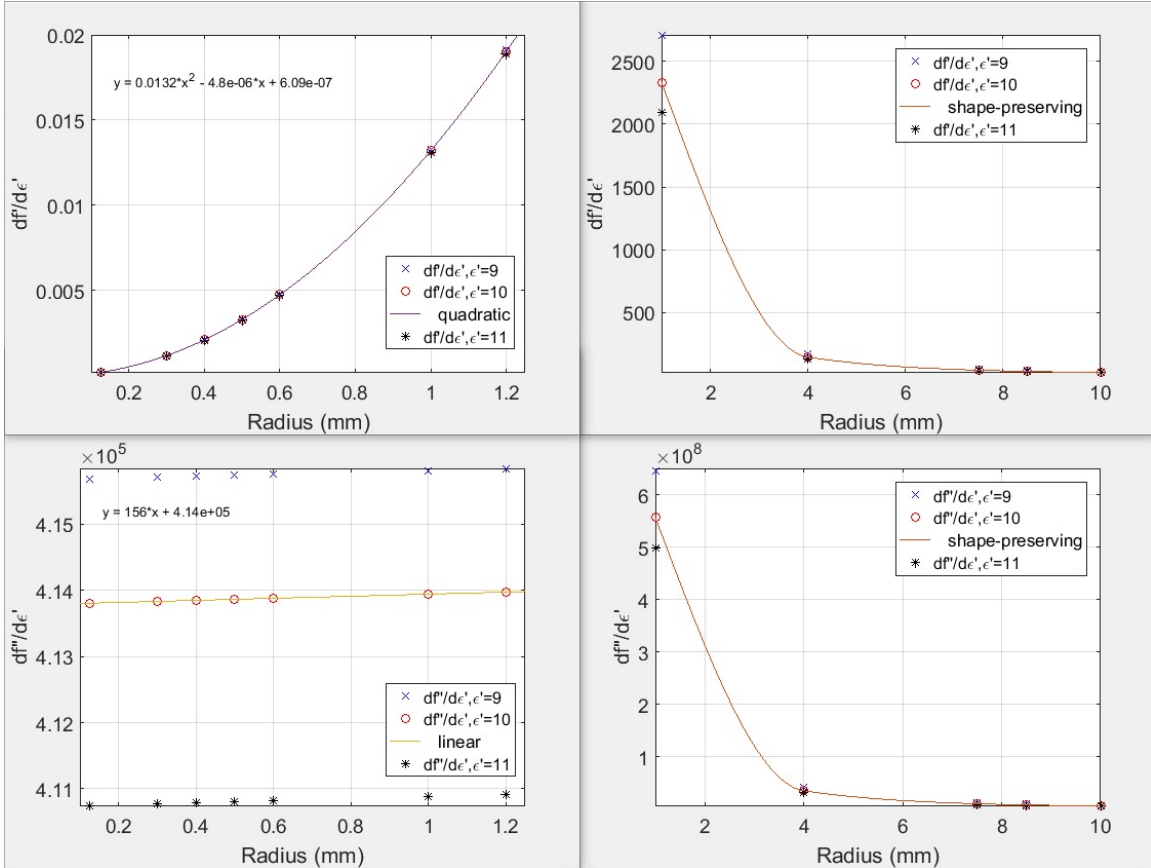 0.02
0.015
0.01
0.005
df'/dϵ'
y = 0.0132*x² - 4.8e-06*x + 6.09e-07
df'/dϵ',ϵ'=9
df'/dϵ',ϵ'=10
quadratic
df'/dϵ',ϵ'=11
0.2 0.4 0.6 0.8 1 1.2
Radius (mm)
2500
2000
1500
1000
500
df'/dϵ'
df'/dϵ',ϵ'=9
df'/dϵ',ϵ'=10
shape-preserving
df'/dϵ',ϵ'=11
2 4 6 8 10
Radius (mm)
×10⁵
4.15
4.14
4.13
4.12
4.11
df''/dϵ'
y = 156*x + 4.14e+05
df''/dϵ',ϵ'=9
df''/dϵ',ϵ'=10
linear
df''/dϵ',ϵ'=11
0.2 0.4 0.6 0.8 1 1.2
Radius (mm)
×10⁸
6
5
4
3
2
1
df''/dϵ'
df''/dϵ',ϵ'=9
df''/dϵ',ϵ'=10
shape-preserving
df''/dϵ',ϵ'=11
2 4 6 8 10
Radius (mm)